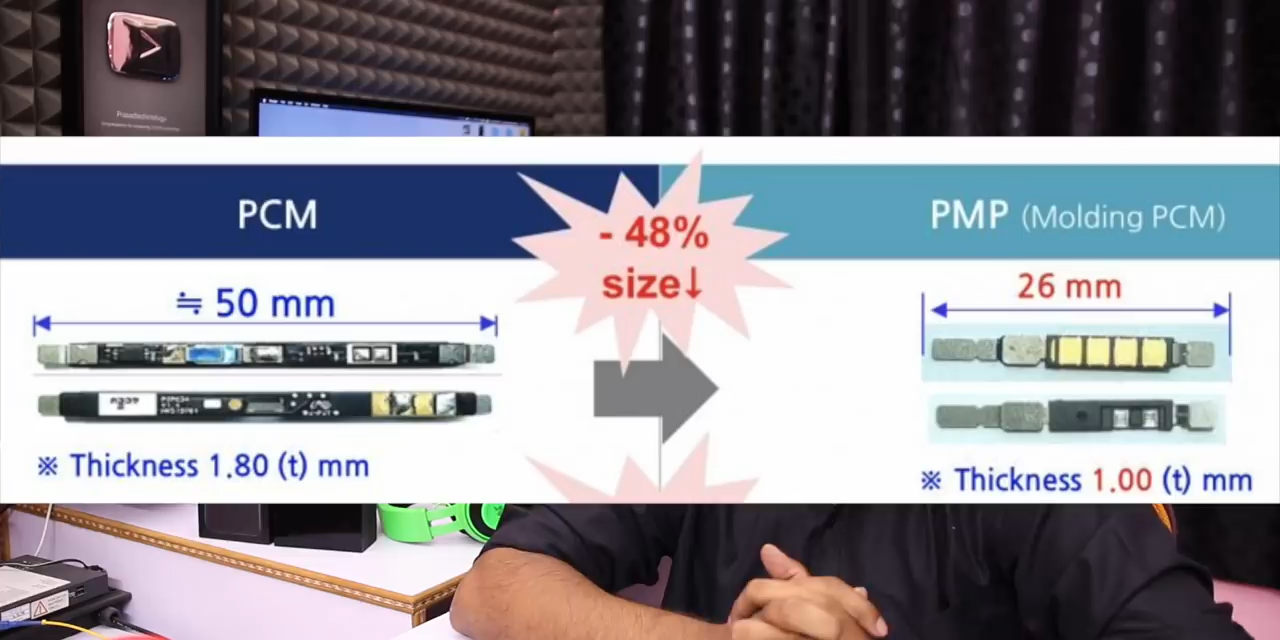 PCM
- 48%
size↓
PMP (Molding PCM)
≒ 50 mm
26 mm
※ Thickness 1.80 (t) mm
※ Thickness 1.00 (t) mm